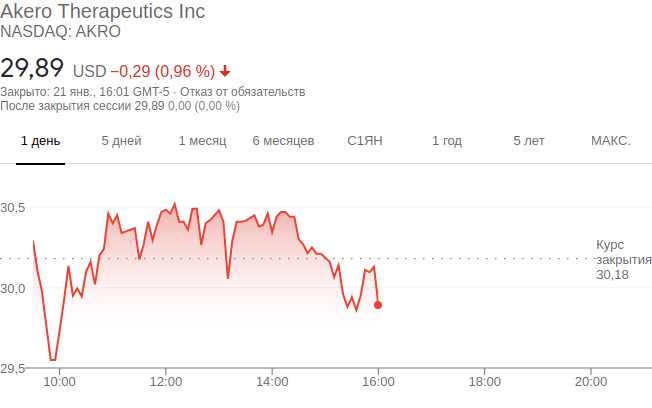 Akero Therapeutics Inc
NASDAQ: AKRO
29,89 USD −0,29 (0,96 %)
Закрыто: 21 янв., 16:01 GMT-5 · Отказ от обязательств
После закрытия сессии 29,89 0,00 (0,00 %)
1 день 5 дней 1 месяц 6 месяцев С1ЯН 1 год 5 лет МАКС.
30,5
Курс
закрытия
30,18
30,0
29,5
10:00 12:00 14:00 16:00 18:00 20:00